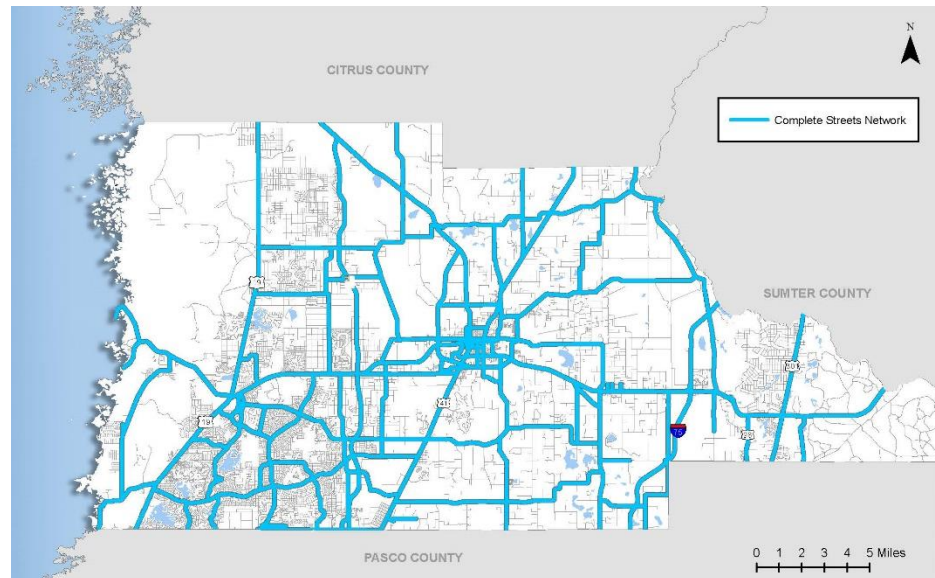 N
CITRUS COUNTY
Complete Streets Network
19
SUMTER COUNTY
301
41
19
75
98
PASCO COUNTY
0 1 2 3 4 5 Miles